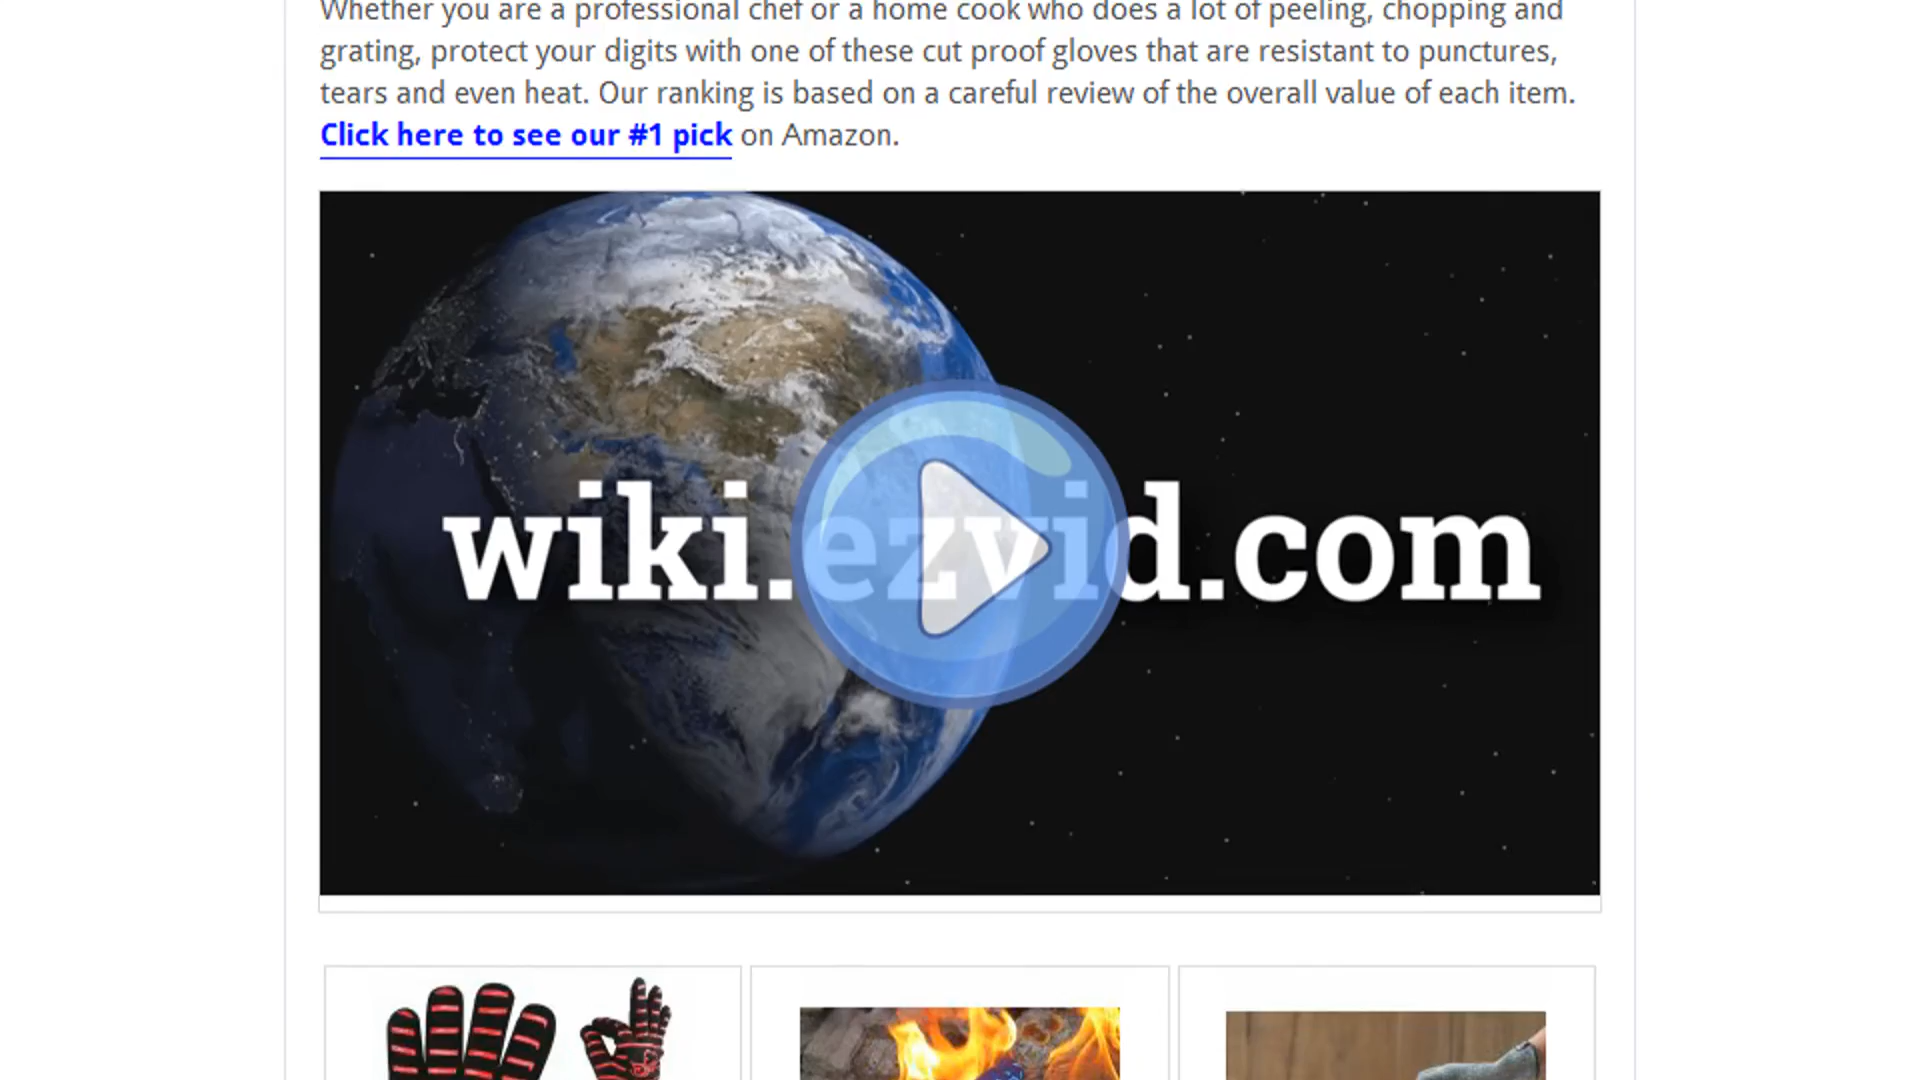 Whether you are a professional chef or a home cook who does a lot of peeling, chopping and
grating, protect your digits with one of these cut proof gloves that are resistant to punctures,
tears and even heat. Our ranking is based on a careful review of the overall value of each item.
Click here to see our #1 pick on Amazon.
wiki.ezvid.com